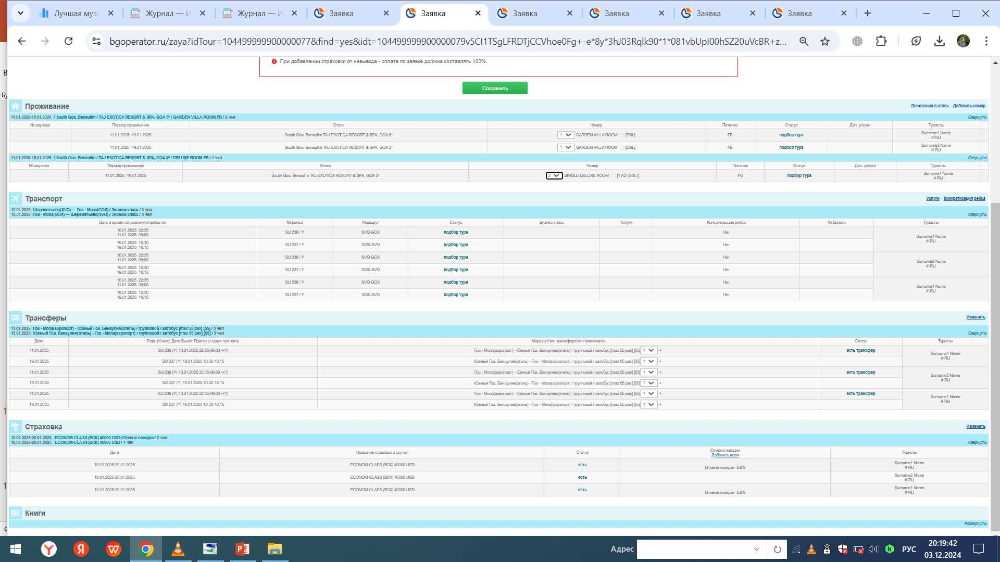 Лучшая муз
Журнал — И
Журнал — И
Заявка
Заявка
Заявка
Заявка
Заявка
Заявка
bgoperator.ru/zaya?idTour=104499999900000077&find=yes&idt=104499999900000079v5CI1TSgLFRDTjCCVhoe0Fg+-e*8y*3hJ03Rqlk90*1*081vbUpI00hSZ20uVcBR+z...
При добавлении страховки от невыезда - оплата по заявке должна составлять 100%.
Сохранить
Проживание
Пожелания в отель Добавить номер
11.01.2025-19.01.2025 / South Goa. Benaulim / TAJ EXOTICA RESORT & SPA, GOA 5* / GARDEN VILLA ROOM FB / 2 чел Свернуть
№ ваучера Период проживания Отель Номер Питание Статус Доп. услуги Туристы
11.01.2025 -19.01.2025 South Goa. Benaulim TAJ EXOTICA RESORT & SPA, GOA 5* 1 GARDEN VILLA ROOM [DBL] FB подбор тура Surname1 Name #-RU
11.01.2025 -19.01.2025 South Goa. Benaulim TAJ EXOTICA RESORT & SPA, GOA 5* 1 GARDEN VILLA ROOM [DBL] FB подбор тура Surname2 Name #-RU
11.01.2025-19.01.2025 / South Goa. Benaulim / TAJ EXOTICA RESORT & SPA, GOA 5* / DELUXE ROOM FB / 1 чел Свернуть
№ ваучера Период проживания Отель Номер Питание Статус Доп. услуги Туристы
11.01.2025 -19.01.2025 South Goa. Benaulim TAJ EXOTICA RESORT & SPA, GOA 5* 2 SINGLE DELUXE ROOM [1 AD (SGL)] FB подбор тура Surname1 Name #-RU
Транспорт
Услуги Конкретизация рейса
10.01.2025 Шереметьево(SVO) — Гоа - Мопа(GOX) / Эконом класс / 3 чел
19.01.2025 Гоа - Мопа(GOX) — Шереметьево(SVO) / Эконом класс / 3 чел Свернуть
Дата и время отправления/прибытия № рейса Маршрут Статус Бизнес-класс Услуги Конкретизация рейса № билета Туристы
10.01.2025 22:35 11.01.2025 09:00 SU 236 / Y SVO-GOX подбор тура Нет Surname1 Name #-RU
19.01.2025 10:30 19.01.2025 16:15 SU 237 / Y GOX-SVO подбор тура Нет
10.01.2025 22:35 11.01.2025 09:00 SU 236 / Y SVO-GOX подбор тура Нет Surname2 Name #-RU
19.01.2025 10:30 19.01.2025 16:15 SU 237 / Y GOX-SVO подбор тура Нет
10.01.2025 22:35 11.01.2025 09:00 SU 236 / Y SVO-GOX подбор тура Нет Surname1 Name #-RU
19.01.2025 10:30 19.01.2025 16:15 SU 237 / Y GOX-SVO подбор тура Нет
Трансферы
Изменить
11.01.2025 Гоа - Мопа(аэропорт) - Южный Гоа. Бенаулим(отель) / групповой / автобус [max 55 pax] [55] / 3 чел
19.01.2025 Южный Гоа. Бенаулим(отель) - Гоа - Мопа(аэропорт) / групповой / автобус [max 55 pax] [55] / 3 чел Свернуть
Дата Рейс (Класс) Дата Вылет-Прилет (+сдвиг прилета) Маршрут/тип трансфера/тип транспорта Статус Туристы
11.01.2025 SU 236 (Y) 10.01.2025 22:35-09:00 +(1) Гоа - Мопа(аэропорт) - Южный Гоа. Бенаулим(отель) / групповой / автобус [max 55 pax] [55] 1 + есть трансфер Surname1 Name #-RU
19.01.2025 SU 237 (Y) 19.01.2025 10:30-16:15 Южный Гоа. Бенаулим(отель) - Гоа - Мопа(аэропорт) / групповой / автобус [max 55 pax] [55] 1 +
11.01.2025 SU 236 (Y) 10.01.2025 22:35-09:00 +(1) Гоа - Мопа(аэропорт) - Южный Гоа. Бенаулим(отель) / групповой / автобус [max 55 pax] [55] 1 + есть трансфер Surname2 Name #-RU
19.01.2025 SU 237 (Y) 19.01.2025 10:30-16:15 Южный Гоа. Бенаулим(отель) - Гоа - Мопа(аэропорт) / групповой / автобус [max 55 pax] [55] 1 +
11.01.2025 SU 236 (Y) 10.01.2025 22:35-09:00 +(1) Гоа - Мопа(аэропорт) - Южный Гоа. Бенаулим(отель) / групповой / автобус [max 55 pax] [55] 1 + есть трансфер Surname1 Name #-RU
19.01.2025 SU 237 (Y) 19.01.2025 10:30-16:15 Южный Гоа. Бенаулим(отель) - Гоа - Мопа(аэропорт) / групповой / автобус [max 55 pax] [55] 1 +
Страховка
Изменить
10.01.2025-20.01.2025 ECONOM-CLASS (ВСК) 40000 USD+Отмена поездки / 2 чел
10.01.2025-20.01.2025 ECONOM-CLASS (ВСК) 40000 USD / 1 чел Свернуть
Дата Название страхового случая Статус Отмена поездки Добавить всем Туристы
10.01.2025-20.01.2025 ECONOM-CLASS (ВСК) 40000 USD есть Отмена поездки 5.0% Surname1 Name #-RU
10.01.2025-20.01.2025 ECONOM-CLASS (ВСК) 40000 USD есть Surname2 Name #-RU
10.01.2025-20.01.2025 ECONOM-CLASS (ВСК) 40000 USD есть Отмена поездки 5.0% Surname1 Name #-RU
Книги
Развернуть
Адрес
РУС
20:19:42
03.12.2024